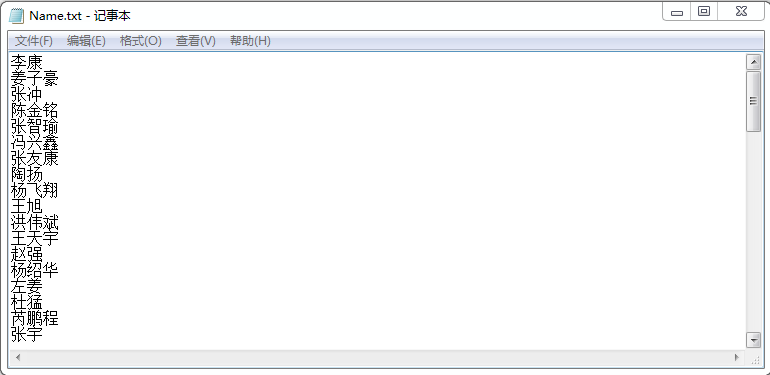 Name.txt - 记事本
文件(F) 编辑(E) 格式(O) 查看(V) 帮助(H)
李康
姜子豪
张冲
陈金铭
张智瑜
冯兴鑫
张友康
陶扬
杨飞翔
王旭
洪伟斌
王天宇
赵强
杨绍华
左姜
杜猛
芮鹏程
张宇